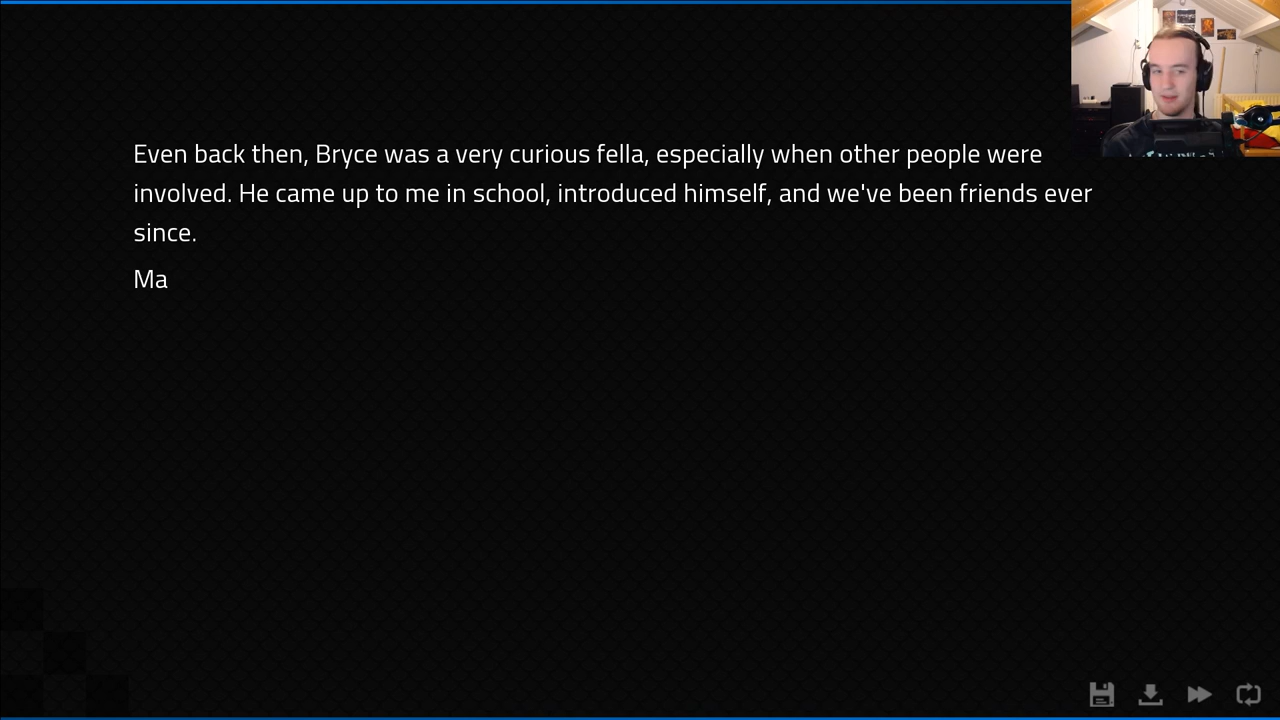 Even back then, Bryce was a very curious fella, especially when other people were
involved. He came up to me in school, introduced himself, and we've been friends ever
since.
Ma